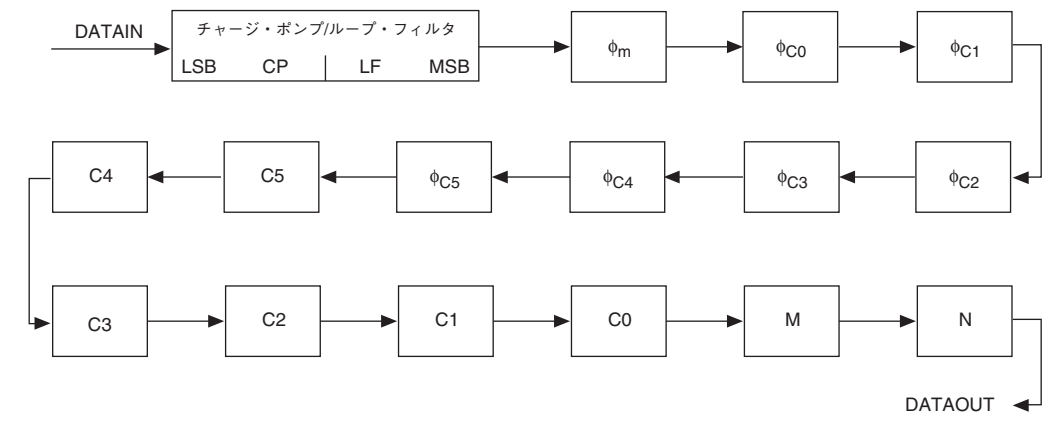 DATAIN
チャージ・ポンプ/ループ・フィルタ
LSB CP LF MSB
ϕm
ϕC0
ϕC1
C4
C5
ϕC5
ϕC4
ϕC3
ϕC2
C3
C2
C1
C0
M
N
DATAOUT